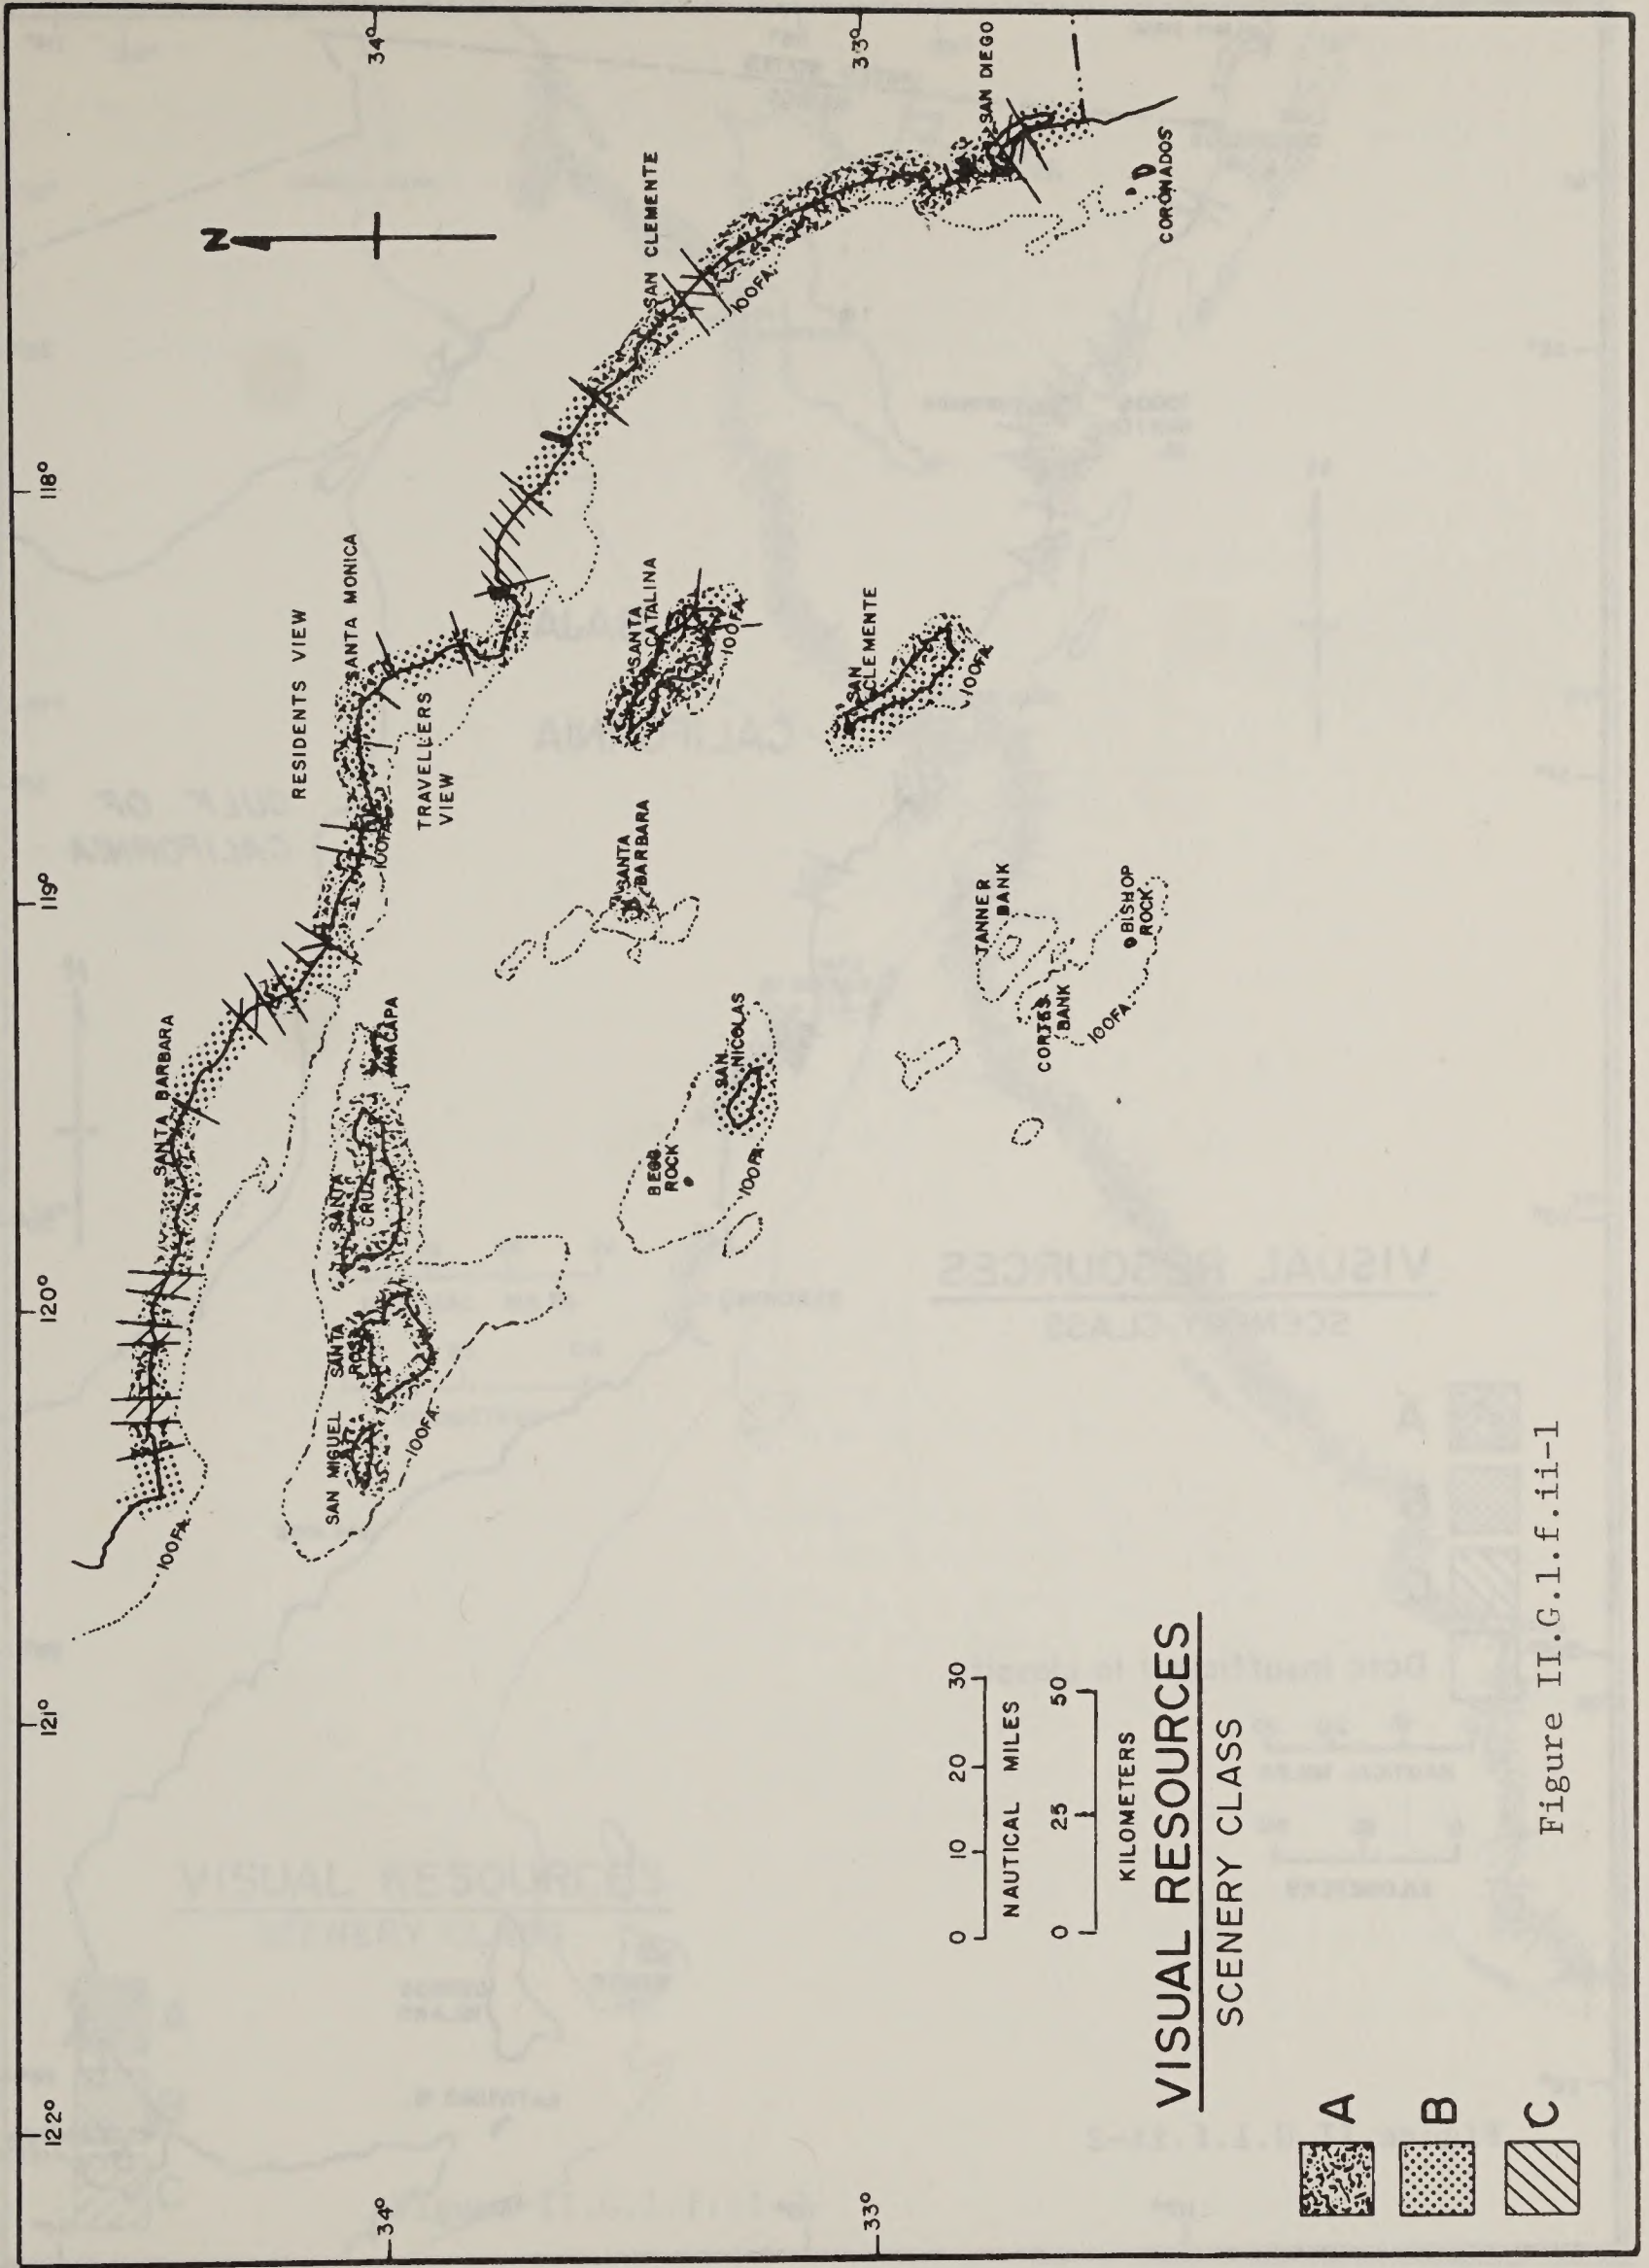 122°
121°
120°
119°
118°
34°
33°
34°
33°
N
SANTA BARBARA
RESIDENTS VIEW
SANTA MONICA
TRAVELLERS
VIEW
SAN CLEMENTE
SAN DIEGO
CORONADOS
100FA.
SAN MIGUEL
SANTA
ROSA
SANTA
CRUZ
ANACAPA
100FA.
100FA.
100FA.
SANTA
BARBARA
SANTA
CATALINA
100FA.
SAN
CLEMENTE
100FA.
BEGG
ROCK
SAN
NICOLAS
100FA.
TANNER
BANK
CORTES
BANK
BISHOP
ROCK
100FA.
0 10 20 30
NAUTICAL MILES
0 25 50
KILOMETERS
VISUAL RESOURCES
SCENERY CLASS
A
B
C
Figure II.G.1.f.ii-1